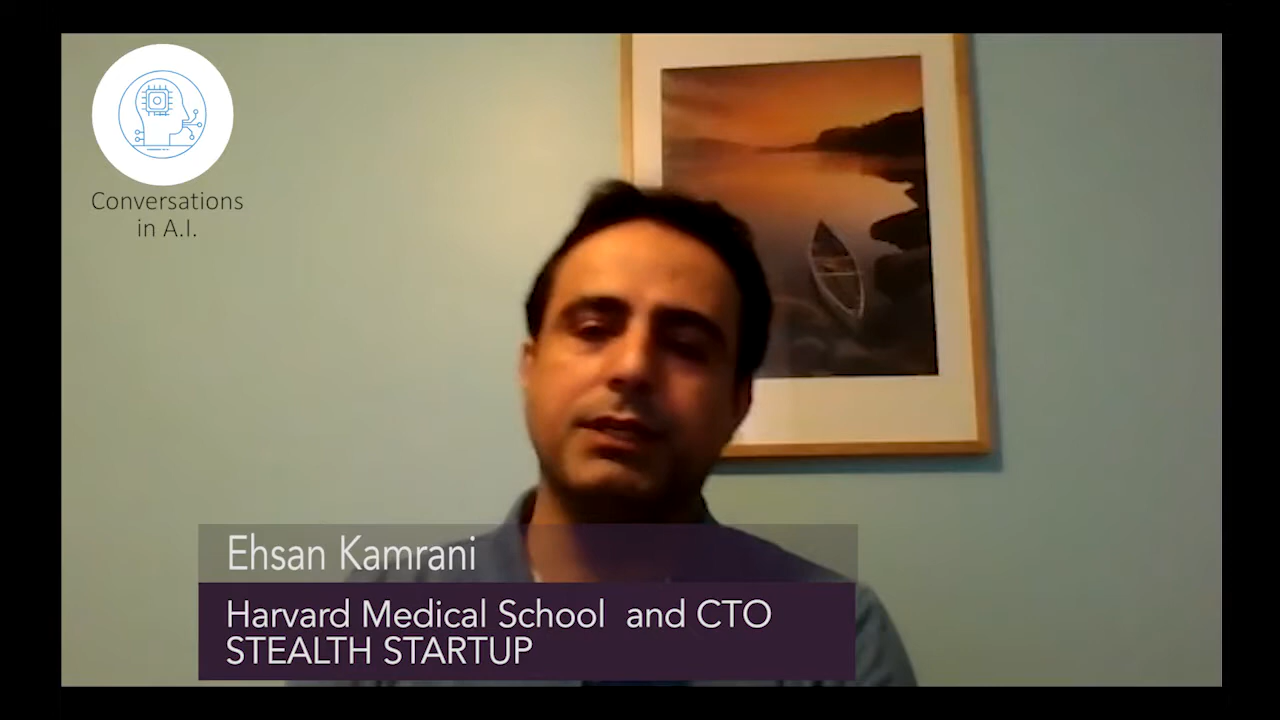 Conversations
in A.I.
Ehsan Kamrani
Harvard Medical School and CTO
STEALTH STARTUP